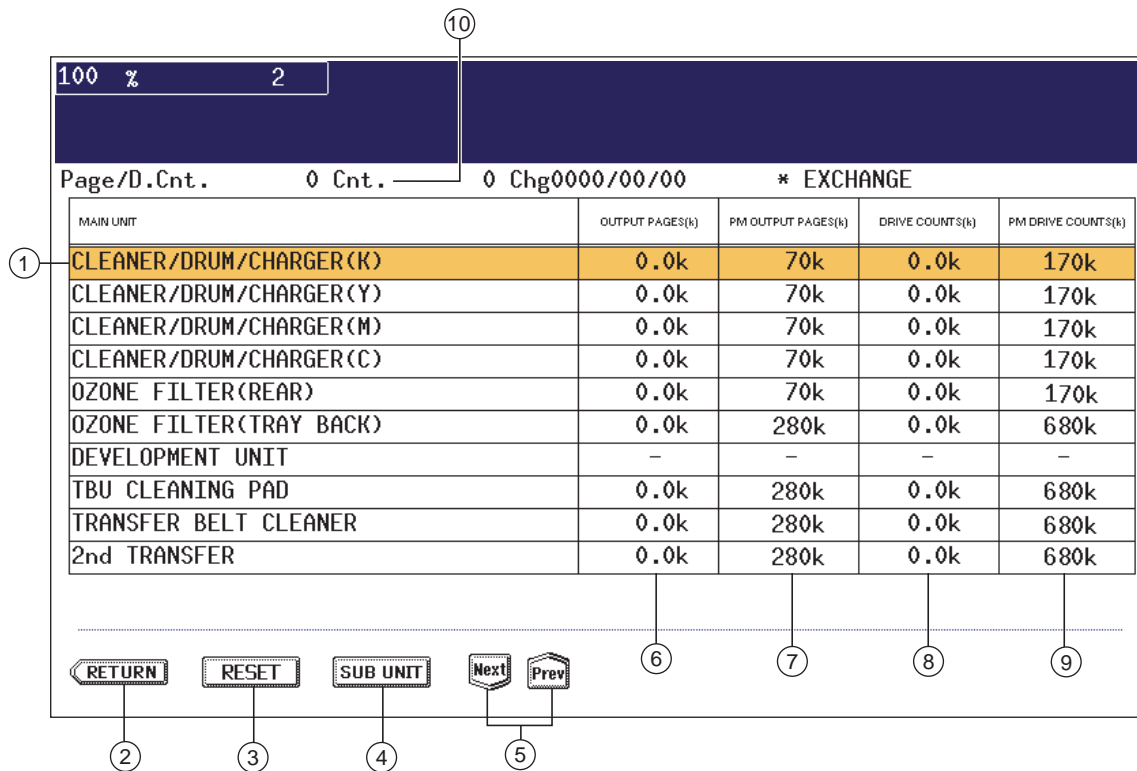 10
100 % 2
Page/D.Cnt. 0 Cnt. 0 Chg0000/00/00 * EXCHANGE
MAIN UNIT OUTPUT PAGES(k) PM OUTPUT PAGES(k) DRIVE COUNTS(k) PM DRIVE COUNTS(k)
1 CLEANER/DRUM/CHARGER(K) 0.0k 70k 0.0k 170k
CLEANER/DRUM/CHARGER(Y) 0.0k 70k 0.0k 170k
CLEANER/DRUM/CHARGER(M) 0.0k 70k 0.0k 170k
CLEANER/DRUM/CHARGER(C) 0.0k 70k 0.0k 170k
OZONE FILTER(REAR) 0.0k 70k 0.0k 170k
OZONE FILTER(TRAY BACK) 0.0k 280k 0.0k 680k
DEVELOPMENT UNIT - - - -
TBU CLEANING PAD 0.0k 280k 0.0k 680k
TRANSFER BELT CLEANER 0.0k 280k 0.0k 680k
2nd TRANSFER 0.0k 280k 0.0k 680k
6 7 8 9
RETURN RESET SUB UNIT Next Prev
2 3 4 5